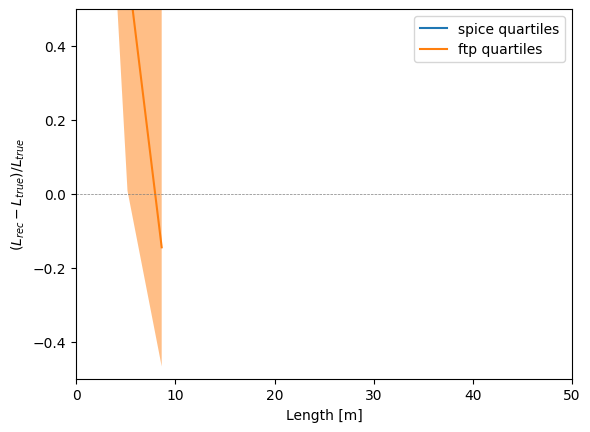 spice quartiles
ftp quartiles
0.4
0.2
0.0
−0.2
−0.4
(L_rec − L_true)/L_true
0 10 20 30 40 50
Length [m]